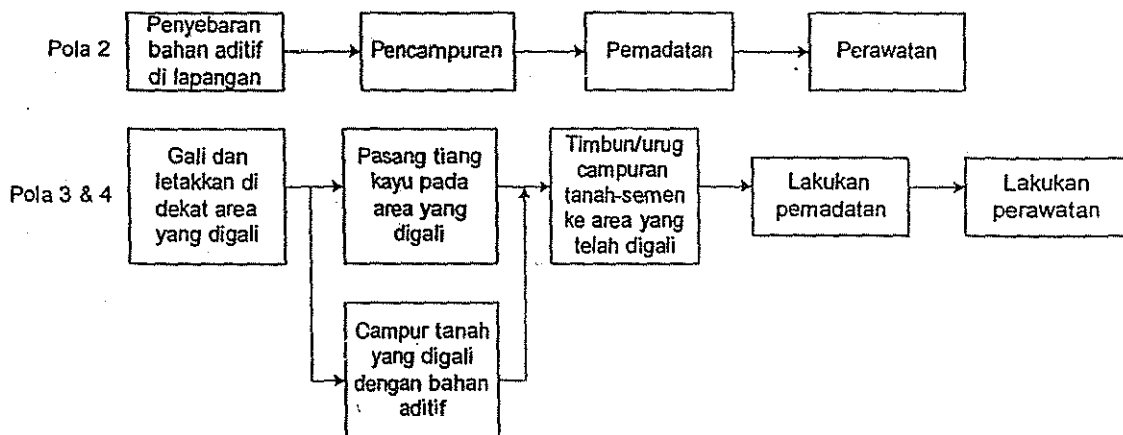 Pola 2
Penyebaran
bahan aditif
di lapangan
Pencampuran
Pemadatan
Perawatan
Pola 3 & 4
Gali dan
letakkan di
dekat area
yang digali
Pasang tiang
kayu pada
area yang
digali
Timbun/urug
campuran
tanah-semen
ke area yang
telah digali
Lakukan
pemadatan
Lakukan
perawatan
Campur tanah
yang digali
dengan bahan
aditif